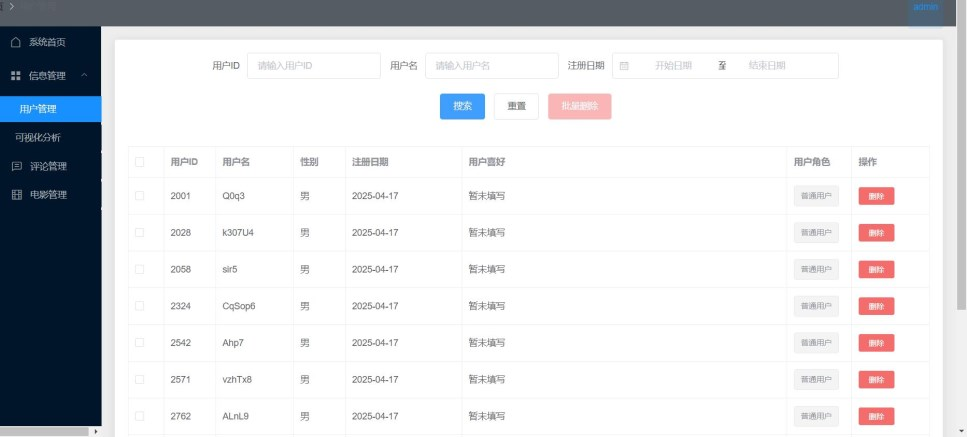 admin
系统首页
信息管理
用户管理
可视化分析
评论管理
电影管理
用户ID 请输入用户ID 用户名 请输入用户名 注册日期 开始日期 至 结束日期
搜索 重置 批量删除
用户ID 用户名 性别 注册日期 用户喜好 用户角色 操作
2001 Q0q3 男 2025-04-17 暂未填写 普通用户 删除
2028 k307U4 男 2025-04-17 暂未填写 普通用户 删除
2058 sir5 男 2025-04-17 暂未填写 普通用户 删除
2324 CqSop6 男 2025-04-17 暂未填写 普通用户 删除
2542 Ahp7 男 2025-04-17 暂未填写 普通用户 删除
2571 vzhTx8 男 2025-04-17 暂未填写 普通用户 删除
2762 ALnL9 男 2025-04-17 暂未填写 普通用户 删除